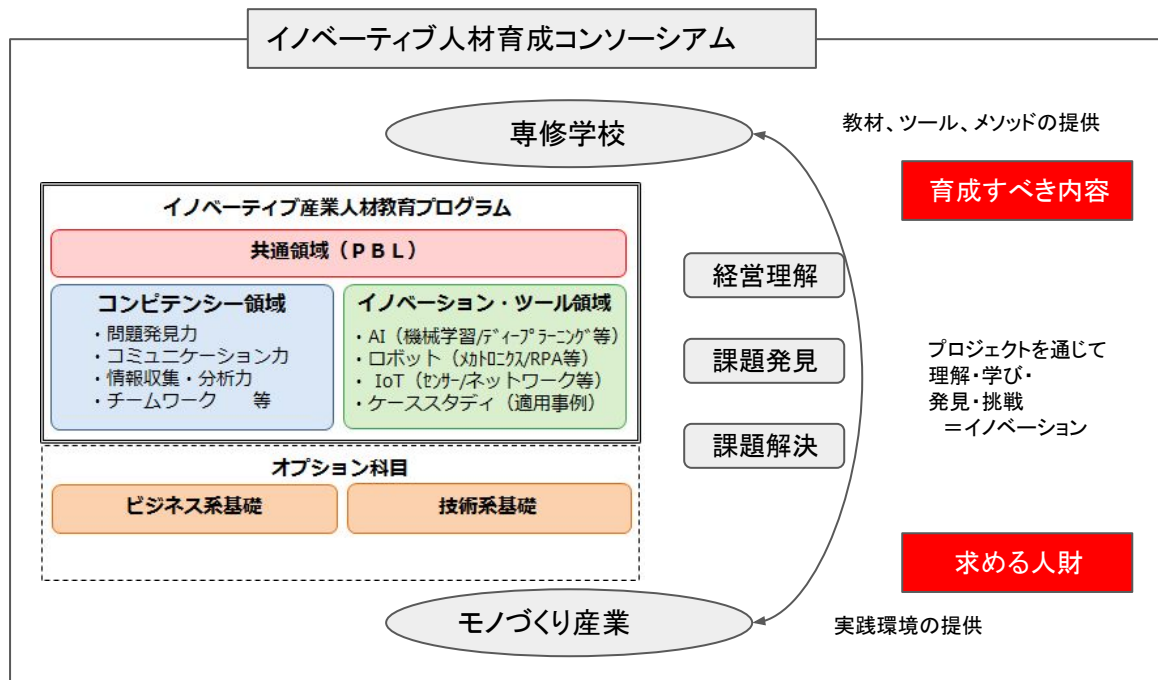 イノベーティブ人材育成コンソーシアム
専修学校
教材、ツール、メソッドの提供
育成すべき内容
イノベーティブ産業人材教育プログラム
共通領域（ＰＢＬ）
コンピテンシー領域
・問題発見力
・コミュニケーション力
・情報収集・分析力
・チームワーク　　等
イノベーション・ツール領域
・AI（機械学習/ﾃﾞｨｰﾌﾟﾗｰﾆﾝｸﾞ等）
・ロボット（ﾒｶﾄﾛﾆｸｽ/RPA等）
・ IoT（ｾﾝｻｰ/ネットワーク等）
・ケーススタディ（適用事例）
経営理解
課題発見
課題解決
プロジェクトを通じて
理解・学び・
発見・挑戦
＝イノベーション
オプション科目
ビジネス系基礎
技術系基礎
求める人財
モノづくり産業
実践環境の提供